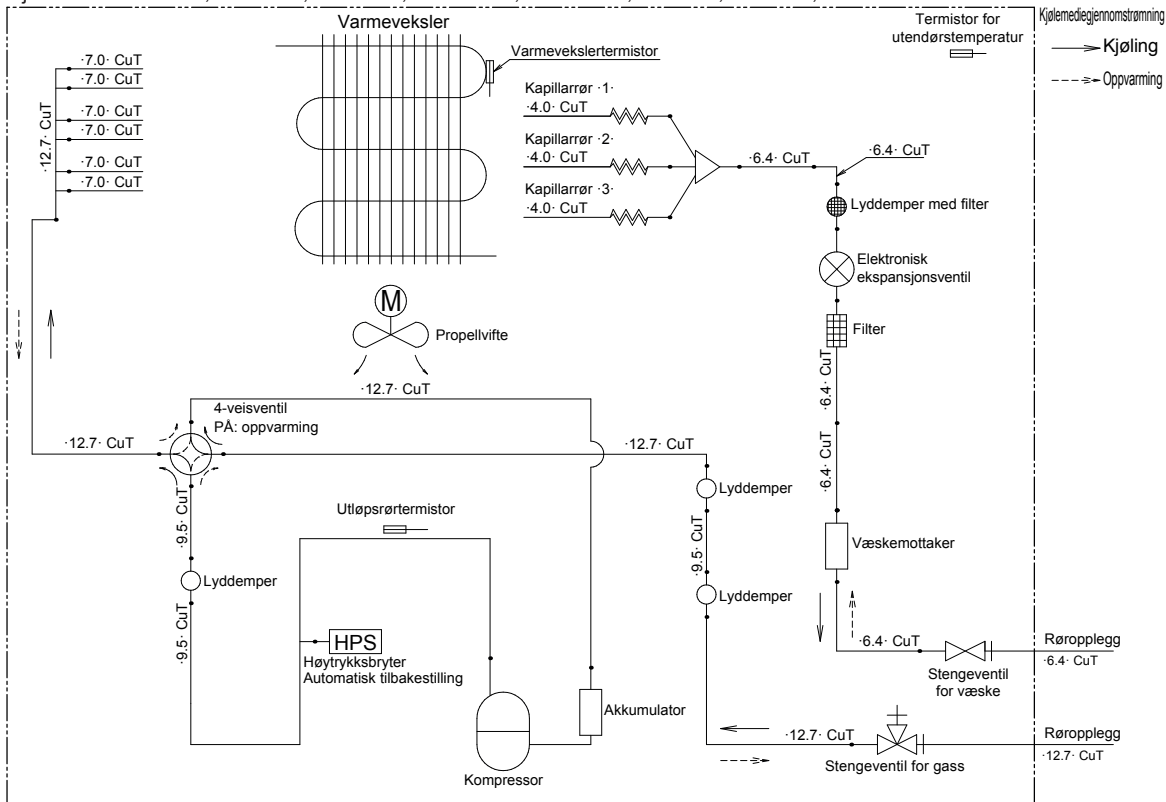 Varmeveksler
Varmevekslertermistor
Termistor for
utendørstemperatur
Kjølemediegjennomstrømning
Kjøling
Oppvarming
·7.0· CuT
·7.0· CuT
·7.0· CuT
·7.0· CuT
·7.0· CuT
·7.0· CuT
·12.7· CuT
Kapillarrør ·1·
·4.0· CuT
Kapillarrør ·2·
·4.0· CuT
Kapillarrør ·3·
·4.0· CuT
·6.4· CuT
·6.4· CuT
Lyddemper med filter
Elektronisk
ekspansjonsventil
Filter
·6.4· CuT
·6.4· CuT
Væskemottaker
M
Propellvifte
·12.7· CuT
4-veisventil
PÅ: oppvarming
·12.7· CuT
·12.7· CuT
·9.5· CuT
Lyddemper
·9.5· CuT
Utløpsrørtermistor
HPS
Høytrykksbryter
Automatisk tilbakestilling
Kompressor
Akkumulator
Lyddemper
·9.5· CuT
Lyddemper
·6.4· CuT
Stengeventil
for væske
Røropplegg
·6.4· CuT
·12.7· CuT
Stengeventil for gass
Røropplegg
·12.7· CuT